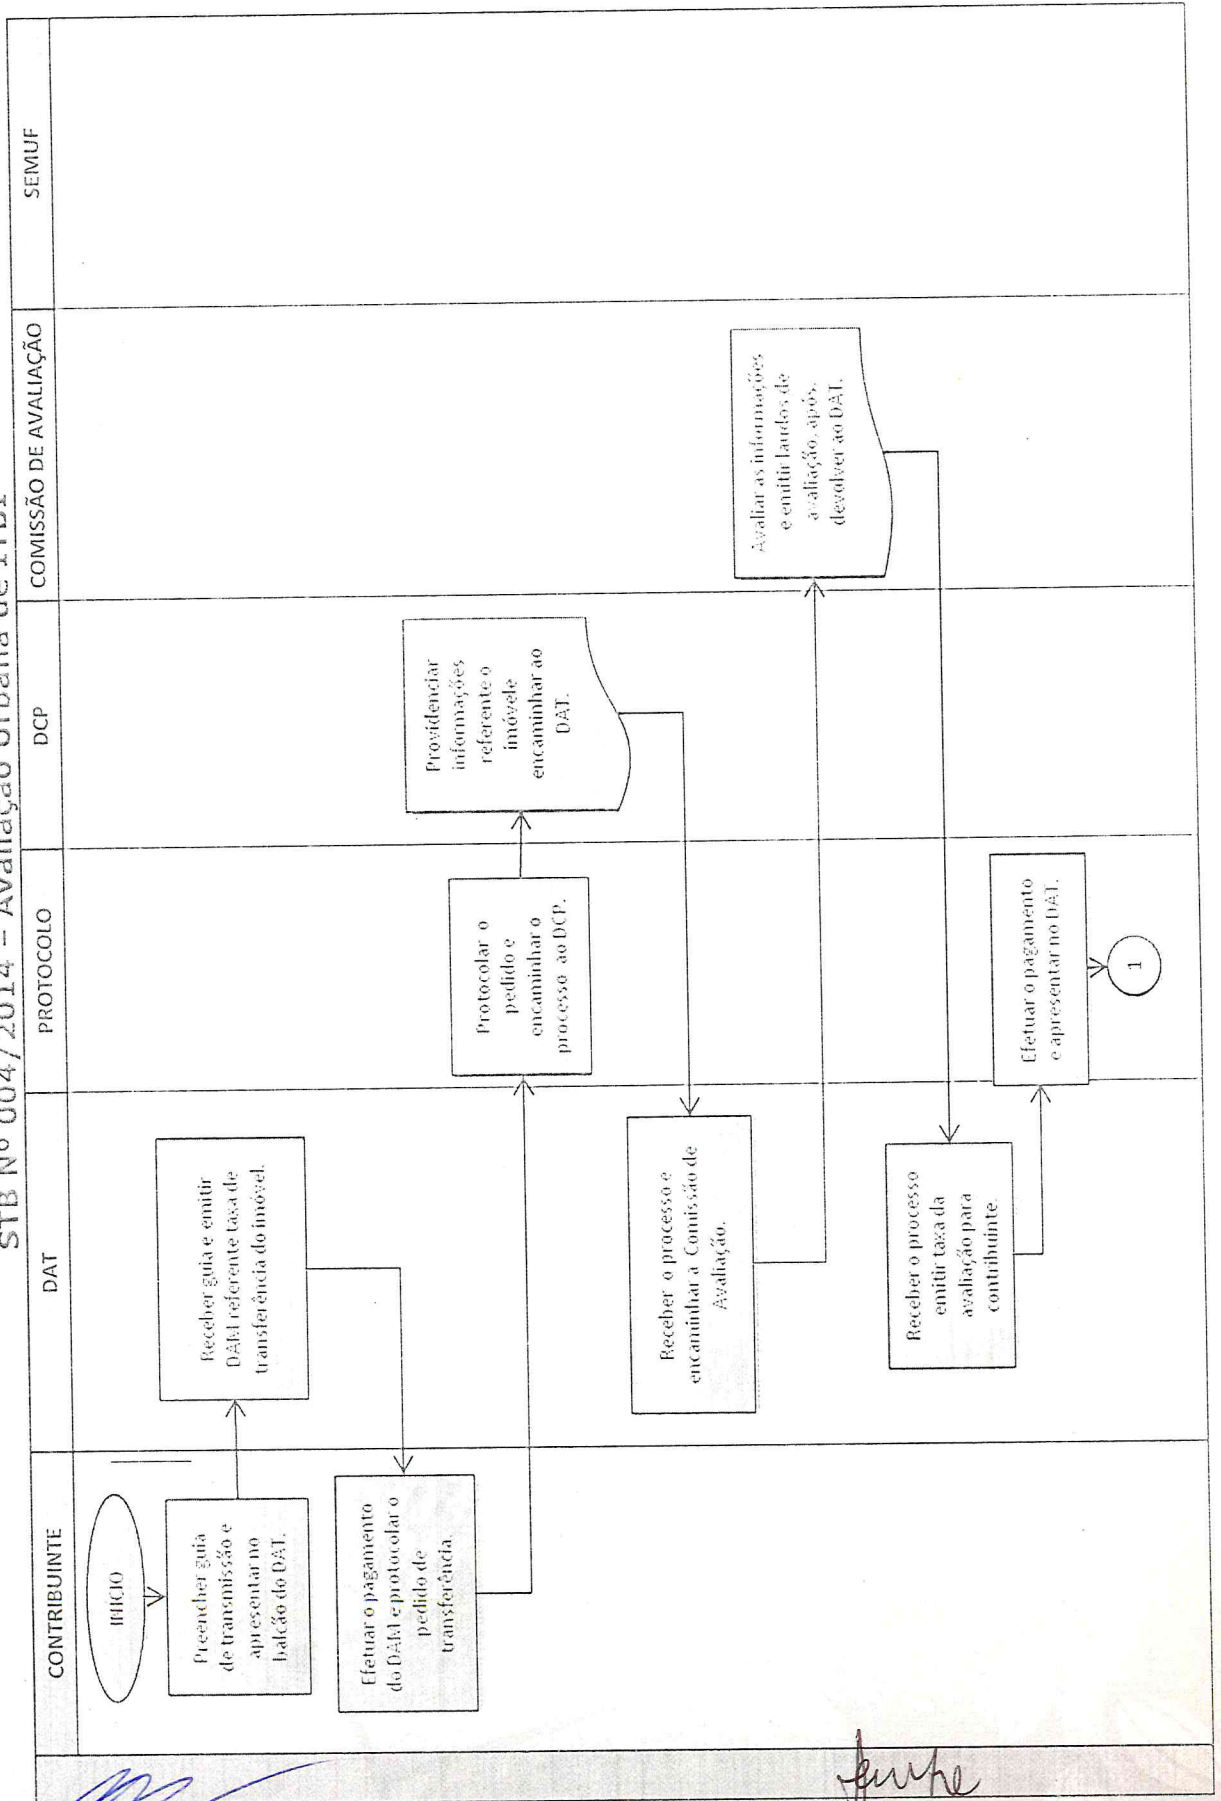 STB Nº 004/2014 – Avaliação Urbana de ITBI
CONTRIBUINTE
DAT
PROTOCOLO
DCP
COMISSÃO DE AVALIAÇÃO
SEMUF
INICIO
Preencher guia
de transmissão e
apresentar no
balcão do DAT.
Receber guia e emitir
DAM referente taxa de
transferência do imóvel.
Efetuar o pagamento
do DAM e protocolar o
pedido de
transferência.
Protocolar o
pedido e
encaminhar o
processo ao DCP.
Providenciar
informações
referente o
imóvel e
encaminhar ao
DAT.
Receber o processo e
encaminhar a Comissão de
Avaliação.
Avaliar as informações
e emitir laudos de
avaliação, após,
devolver ao DAT.
Receber o processo
emitir taxa da
avaliação para
contribuinte.
Efetuar o pagamento
e apresentar no DAT.
1